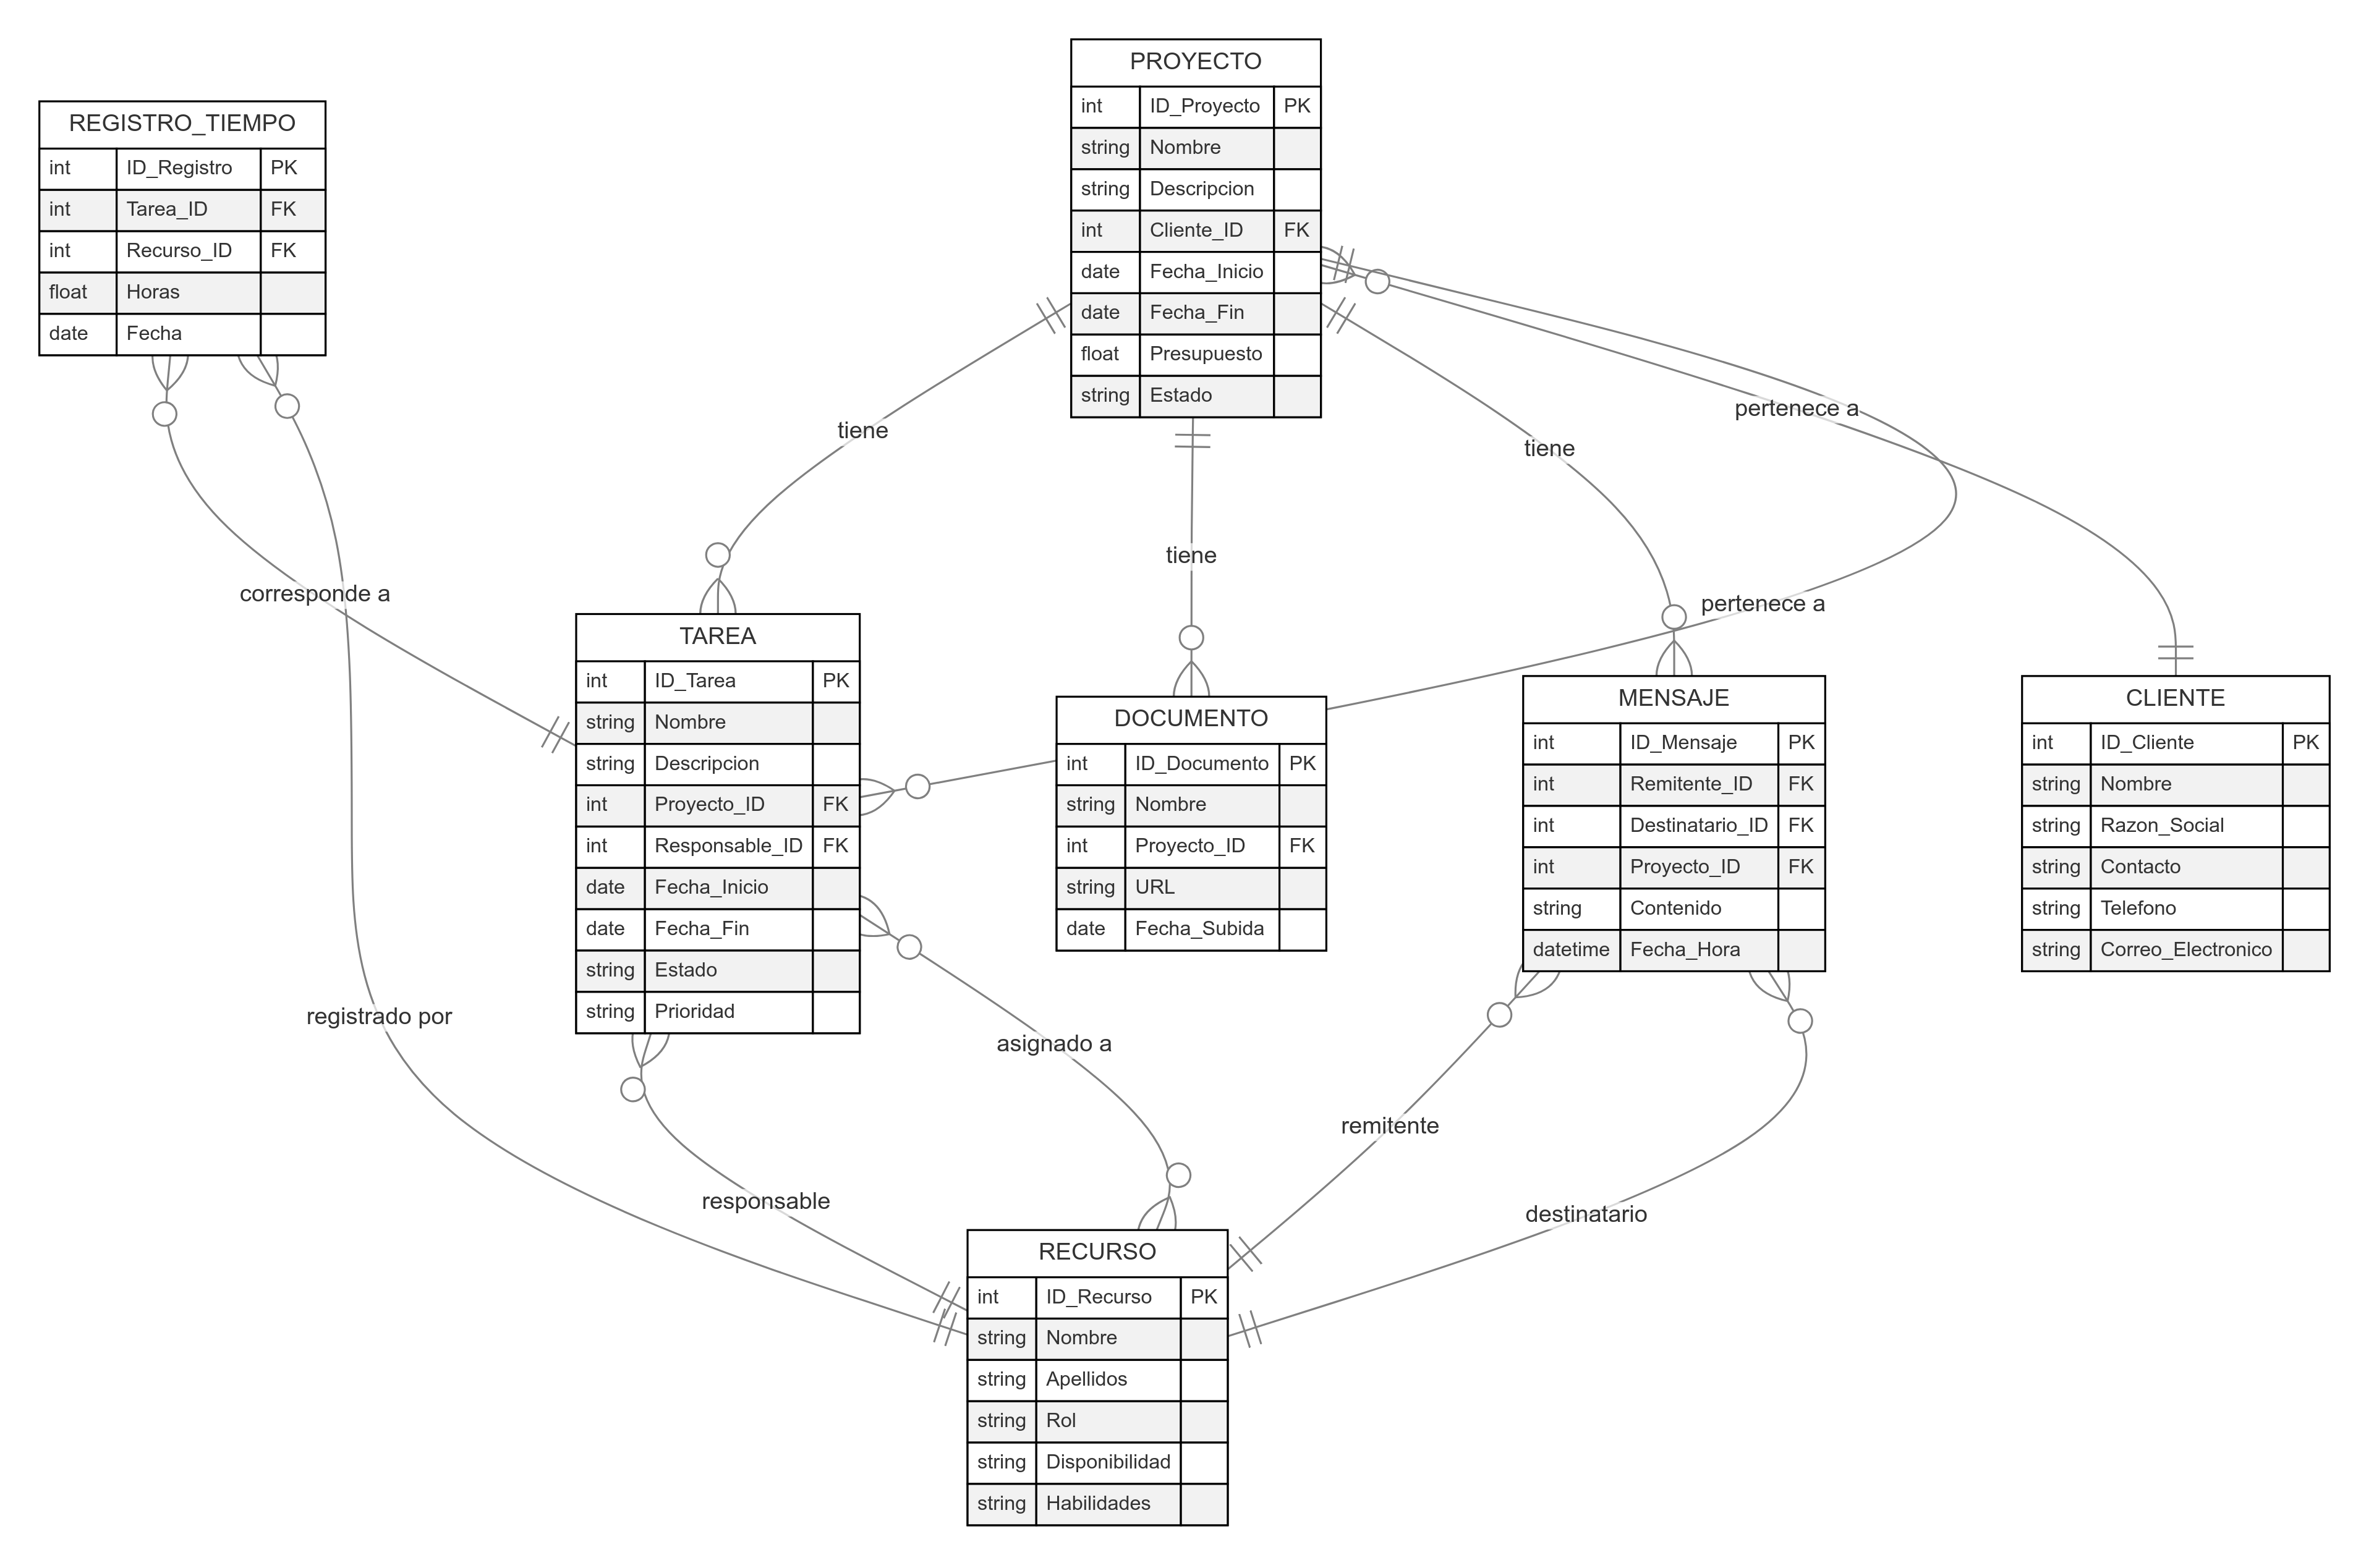 PROYECTO
int ID_Proyecto PK
string Nombre
string Descripcion
int Cliente_ID FK
date Fecha_Inicio
date Fecha_Fin
float Presupuesto
string Estado
REGISTRO_TIEMPO
int ID_Registro PK
int Tarea_ID FK
int Recurso_ID FK
float Horas
date Fecha
pertenece a
tiene
tiene
tiene
corresponde a
pertenece a
TAREA
int ID_Tarea PK
string Nombre
string Descripcion
int Proyecto_ID FK
int Responsable_ID FK
date Fecha_Inicio
date Fecha_Fin
string Estado
string Prioridad
DOCUMENTO
int ID_Documento PK
string Nombre
int Proyecto_ID FK
string URL
date Fecha_Subida
MENSAJE
int ID_Mensaje PK
int Remitente_ID FK
int Destinatario_ID FK
int Proyecto_ID FK
string Contenido
datetime Fecha_Hora
CLIENTE
int ID_Cliente PK
string Nombre
string Razon_Social
string Contacto
string Telefono
string Correo_Electronico
registrado por
asignado a
remitente
responsable
destinatario
RECURSO
int ID_Recurso PK
string Nombre
string Apellidos
string Rol
string Disponibilidad
string Habilidades